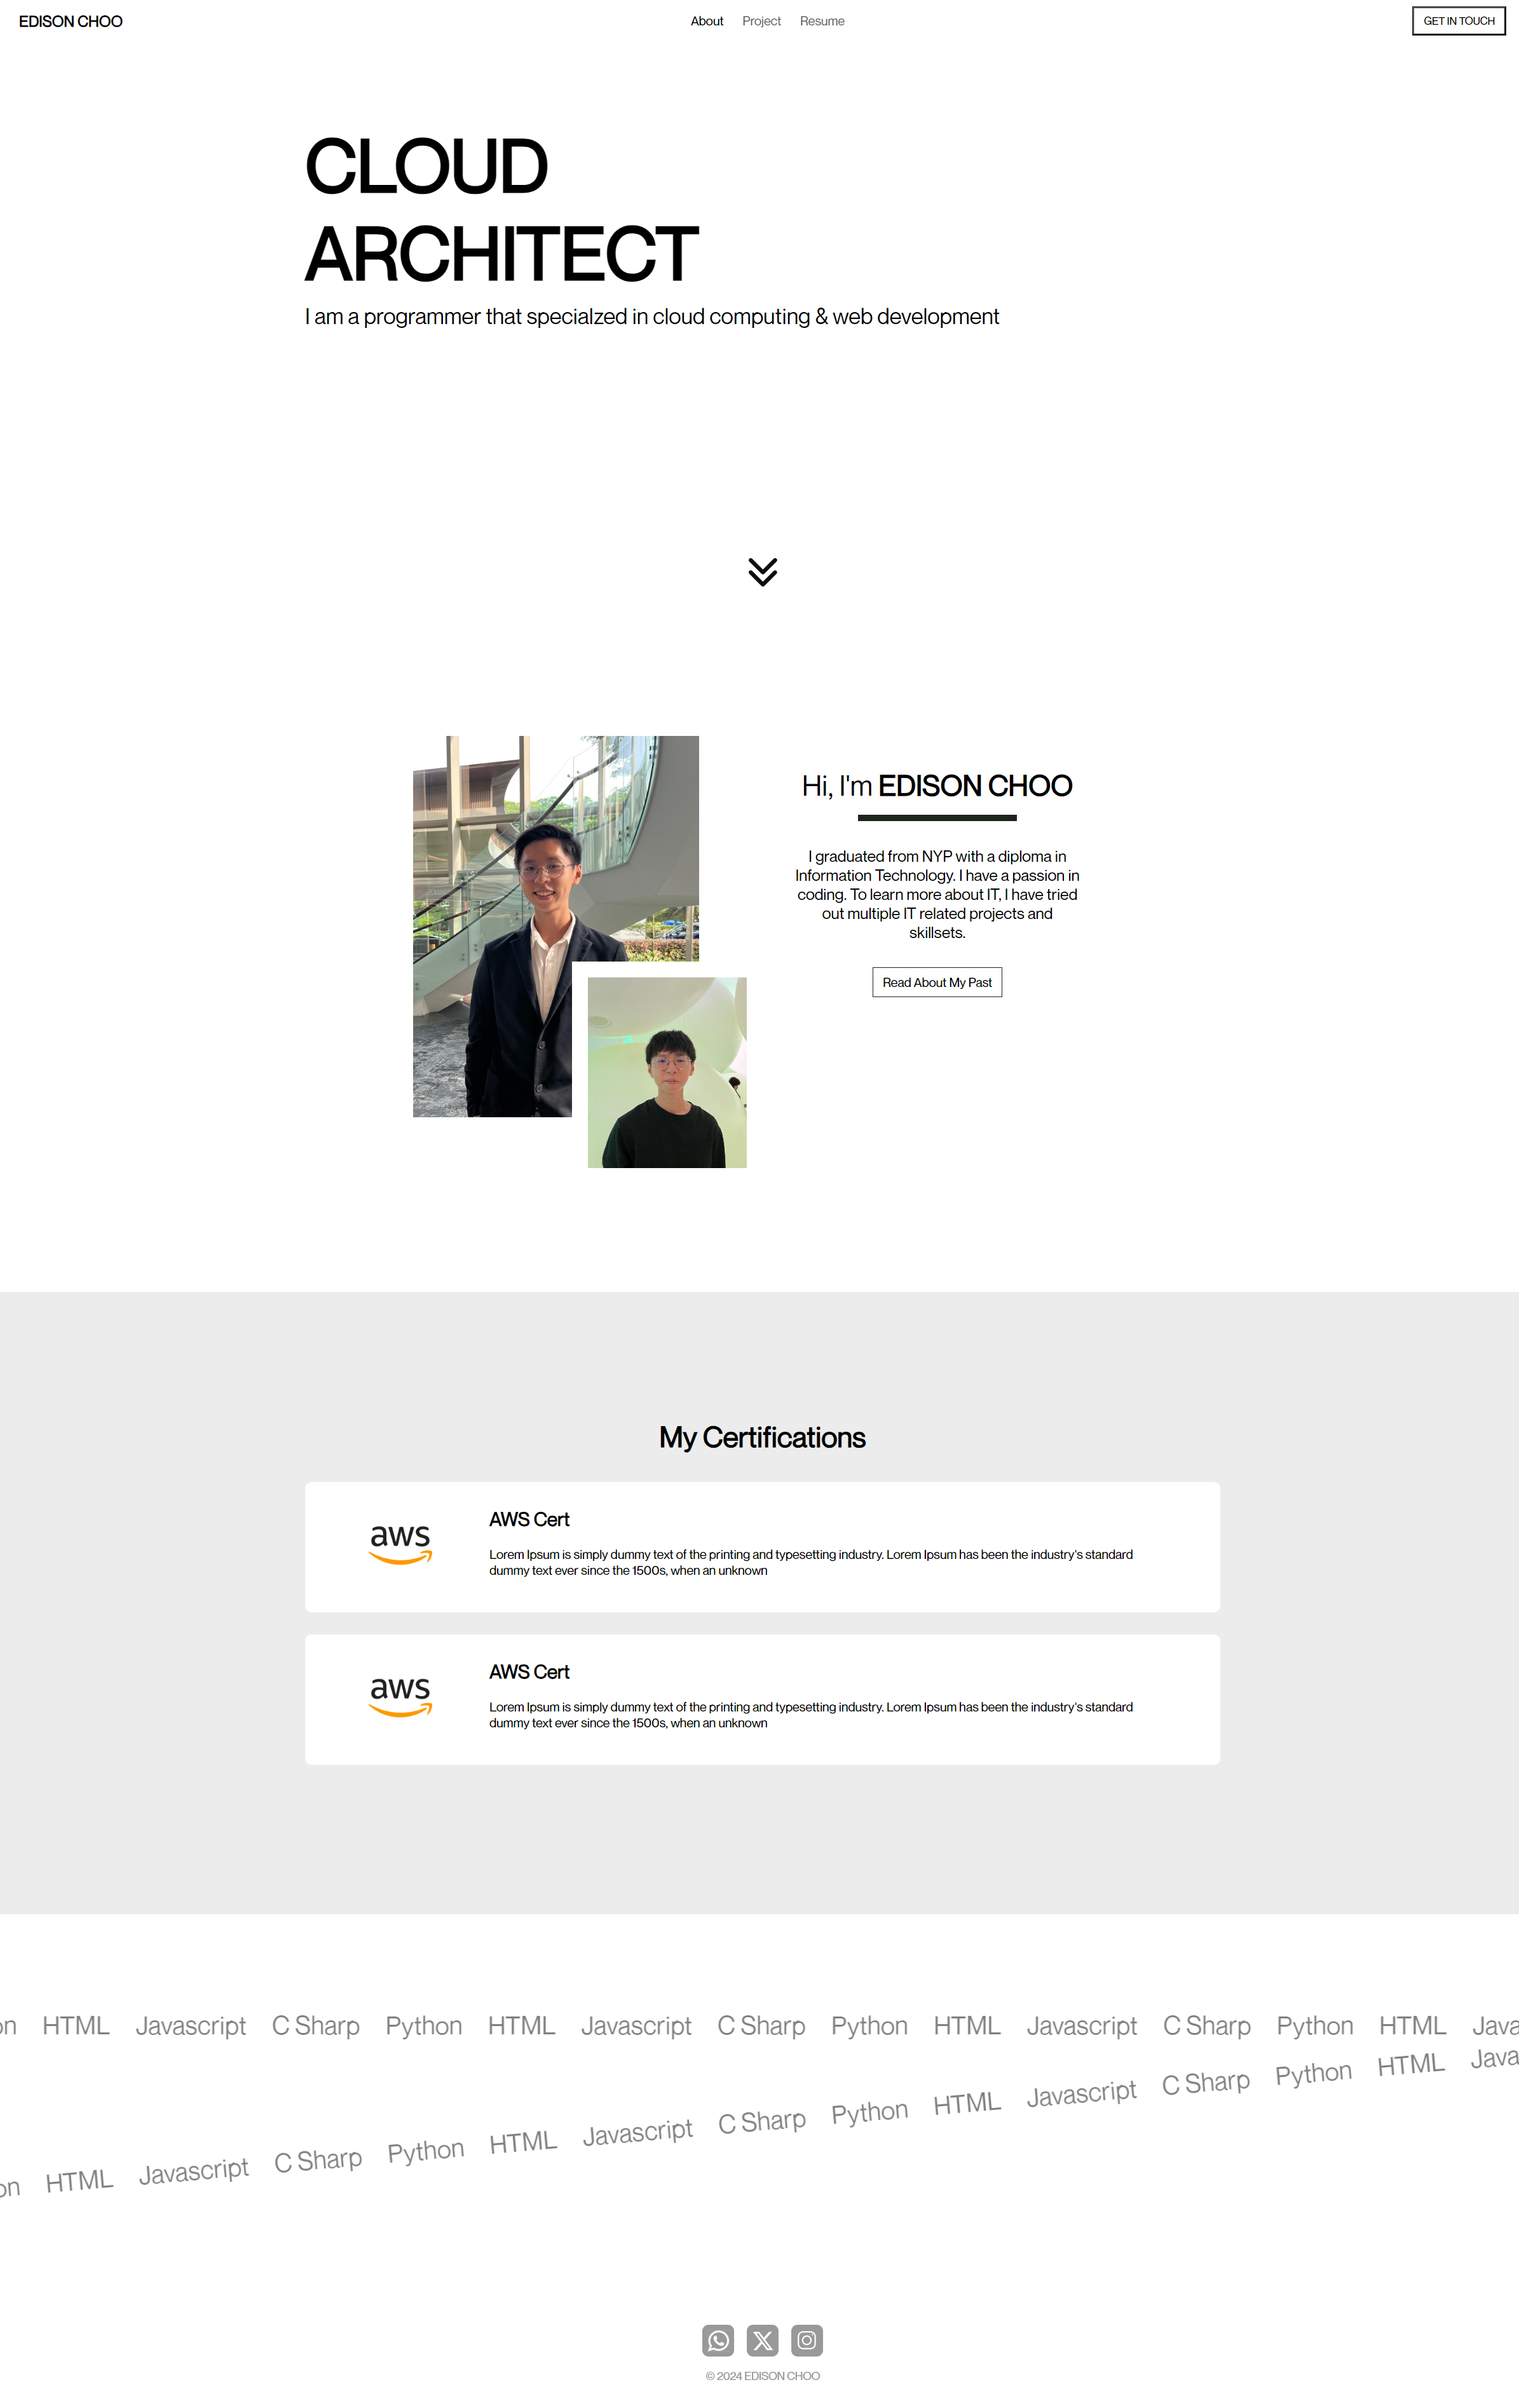 EDISON CHOO
About Project Resume
GET IN TOUCH
CLOUD
ARCHITECT
I am a programmer that specialzed in cloud computing & web development
Hi, I'm EDISON CHOO
I graduated from NYP with a diploma in
Information Technology. I have a passion in
coding. To learn more about IT, I have tried
out multiple IT related projects and
skillsets.
Read About My Past
My Certifications
aws
AWS Cert
Lorem Ipsum is simply dummy text of the printing and typesetting industry. Lorem Ipsum has been the industry's standard
dummy text ever since the 1500s, when an unknown
aws
AWS Cert
Lorem Ipsum is simply dummy text of the printing and typesetting industry. Lorem Ipsum has been the industry's standard
dummy text ever since the 1500s, when an unknown
on HTML Javascript C Sharp Python HTML Javascript C Sharp Python HTML Javascript C Sharp Python HTML Java
on HTML Javascript C Sharp Python HTML Javascript C Sharp Python HTML Javascript C Sharp Python HTML Java
© 2024 EDISON CHOO